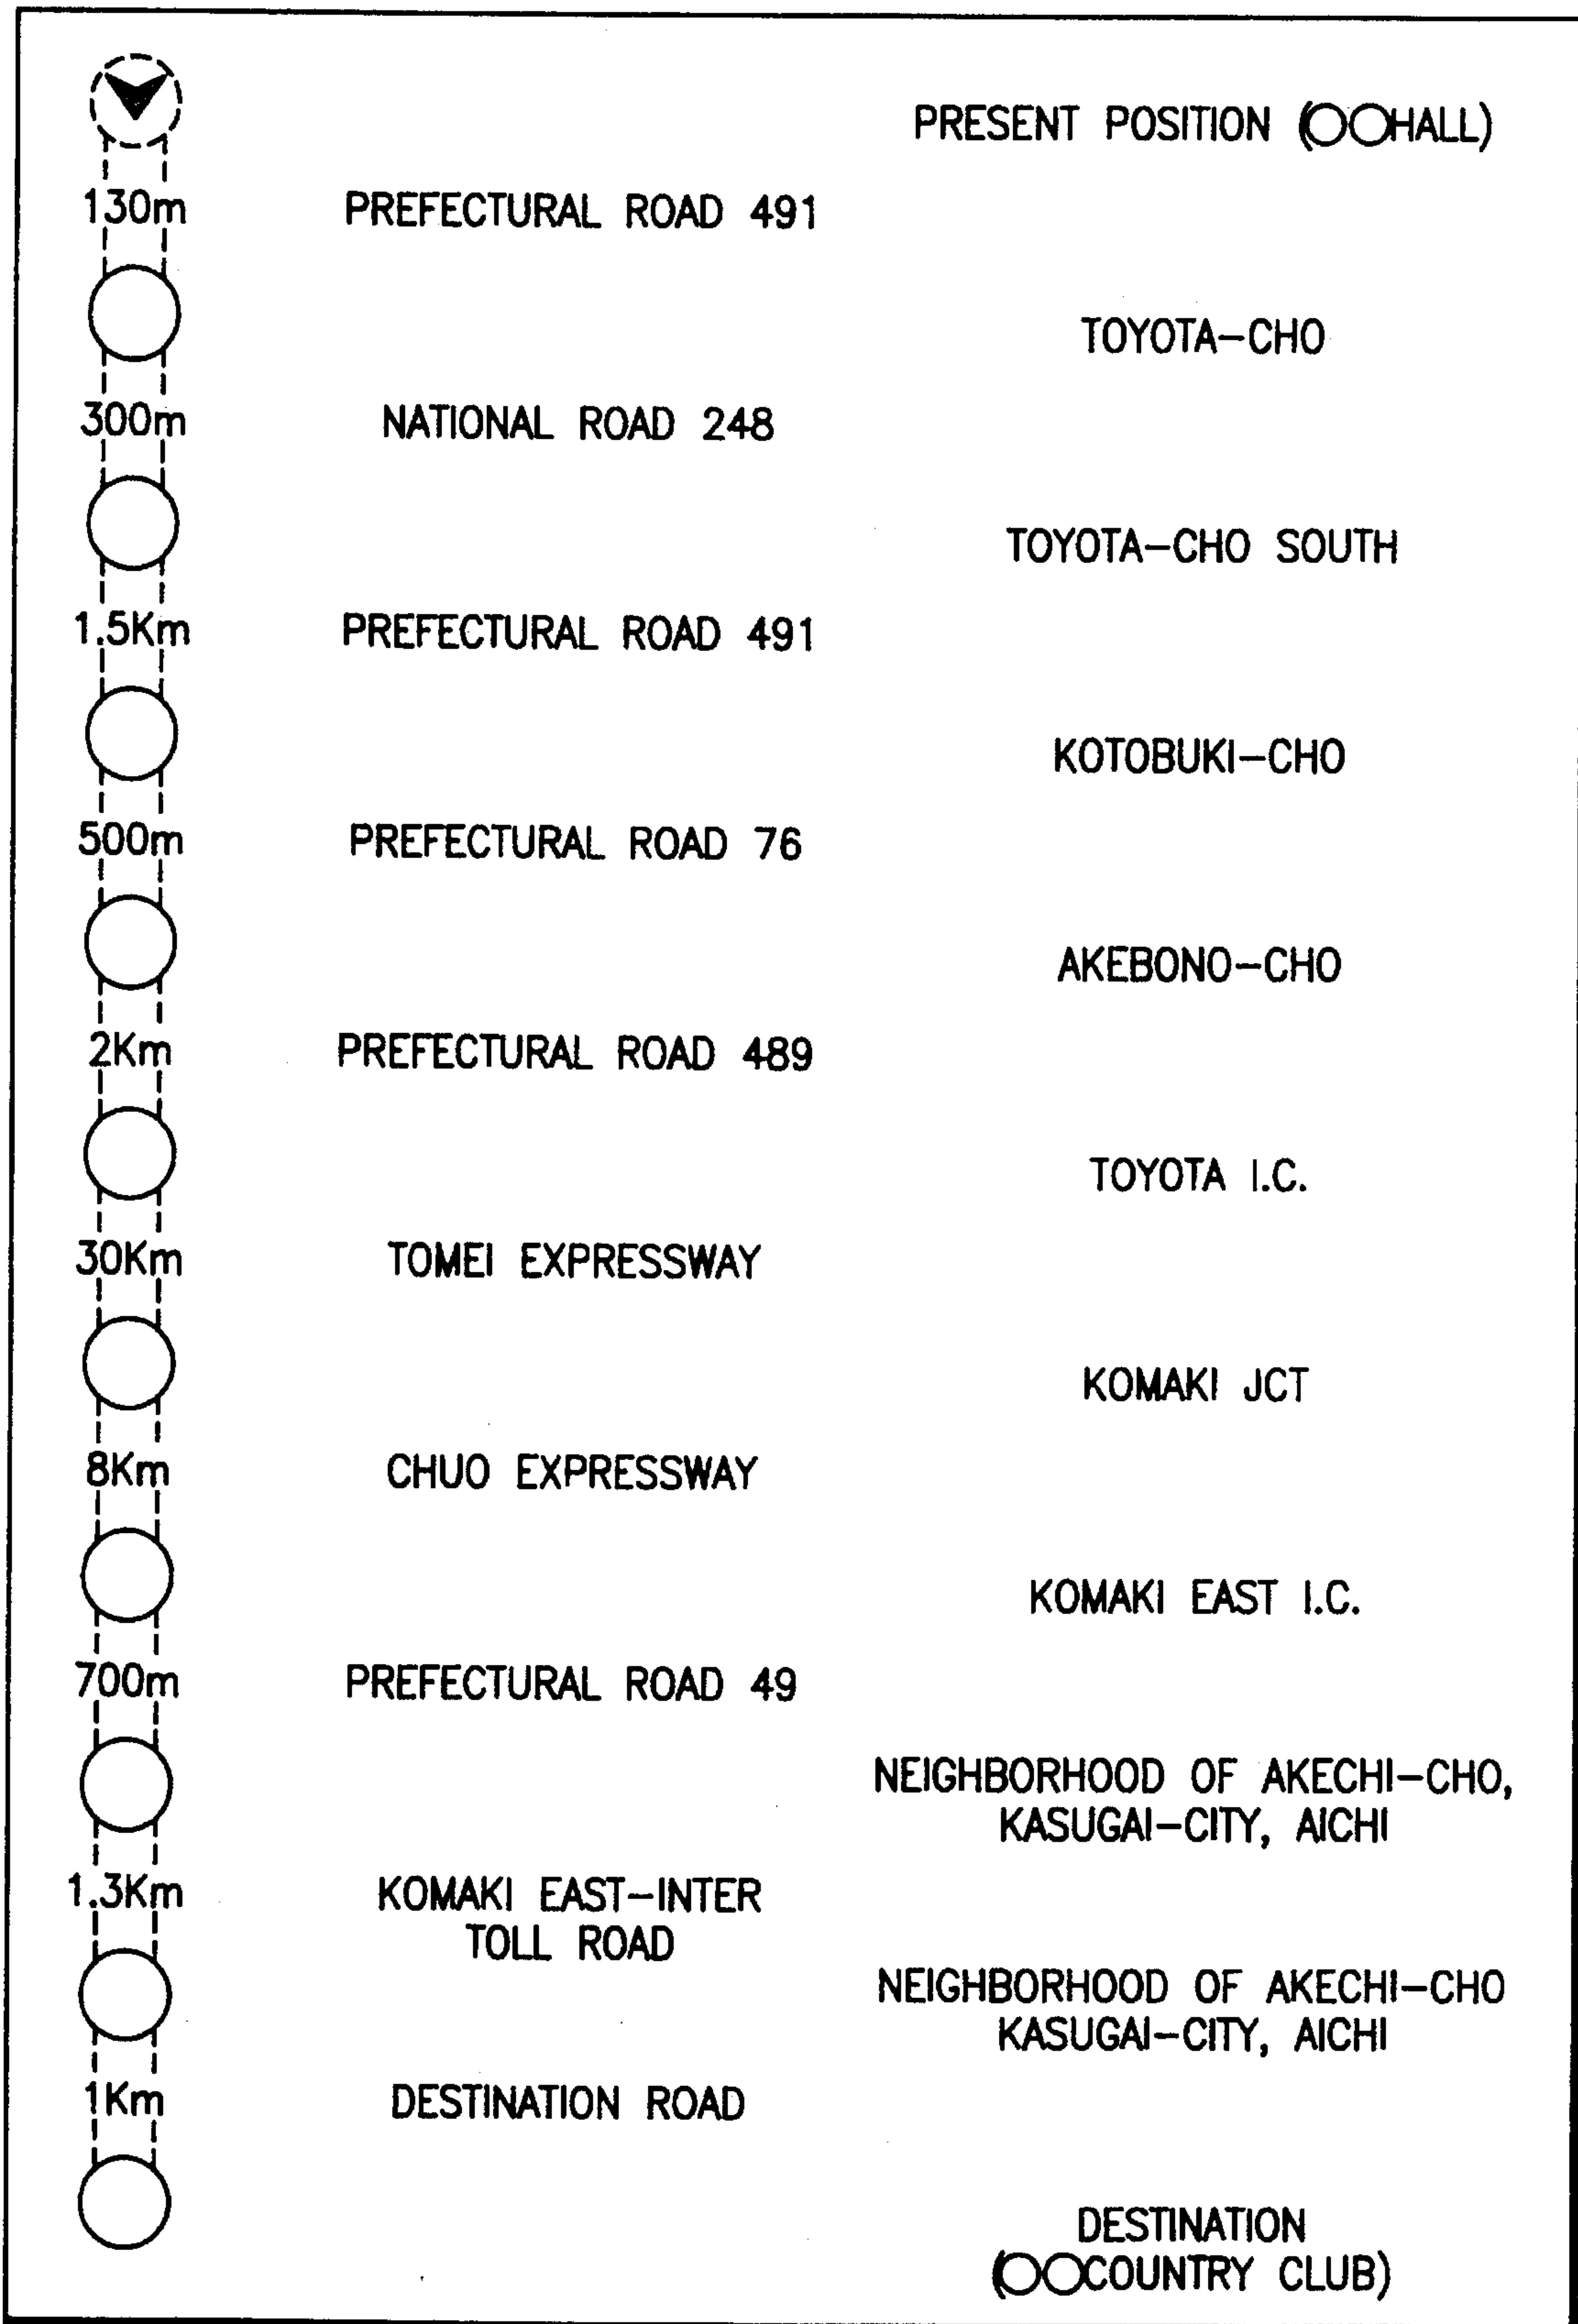 PRESENT POSITION (○○HALL)
130m PREFECTURAL ROAD 491
TOYOTA-CHO
300m NATIONAL ROAD 248
TOYOTA-CHO SOUTH
1.5Km PREFECTURAL ROAD 491
KOTOBUKI-CHO
500m PREFECTURAL ROAD 76
AKEBONO-CHO
2Km PREFECTURAL ROAD 489
TOYOTA I.C.
30Km TOMEI EXPRESSWAY
KOMAKI JCT
8Km CHUO EXPRESSWAY
KOMAKI EAST I.C.
700m PREFECTURAL ROAD 49
NEIGHBORHOOD OF AKECHI-CHO,
KASUGAI-CITY, AICHI
1.3Km KOMAKI EAST-INTER
TOLL ROAD
NEIGHBORHOOD OF AKECHI-CHO
KASUGAI-CITY, AICHI
1Km DESTINATION ROAD
DESTINATION
(○○COUNTRY CLUB)